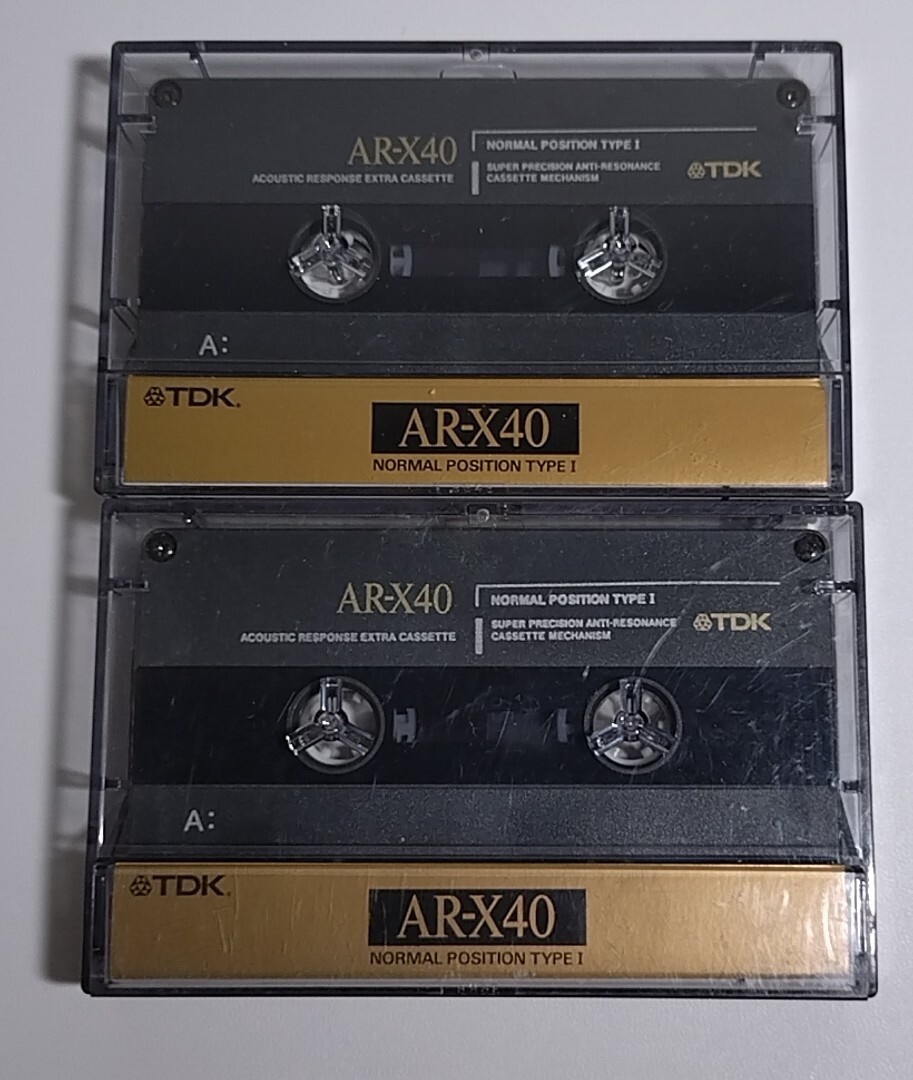 AR-X40
NORMAL POSITION TYPE I
ACOUSTIC RESPONSE EXTRA CASSETTE
SUPER PRECISION ANTI-RESONANCE
CASSETTE MECHANISM
TDK
A:
TDK.
AR-X40
NORMAL POSITION TYPE I
AR-X40
NORMAL POSITION TYPE I
ACOUSTIC RESPONSE EXTRA CASSETTE
SUPER PRECISION ANTI-RESONANCE
CASSETTE MECHANISM
TDK
A:
TDK.
AR-X40
NORMAL POSITION TYPE I